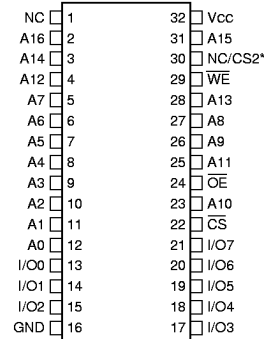 NC 1 32 Vcc
A16 2 31 A15
A14 3 30 NC/CS2*
A12 4 29 W̅E̅
A7 5 28 A13
A6 6 27 A8
A5 7 26 A9
A4 8 25 A11
A3 9 24 O̅E̅
A2 10 23 A10
A1 11 22 C̅S̅
A0 12 21 I/O7
I/O0 13 20 I/O6
I/O1 14 19 I/O5
I/O2 15 18 I/O4
GND 16 17 I/O3